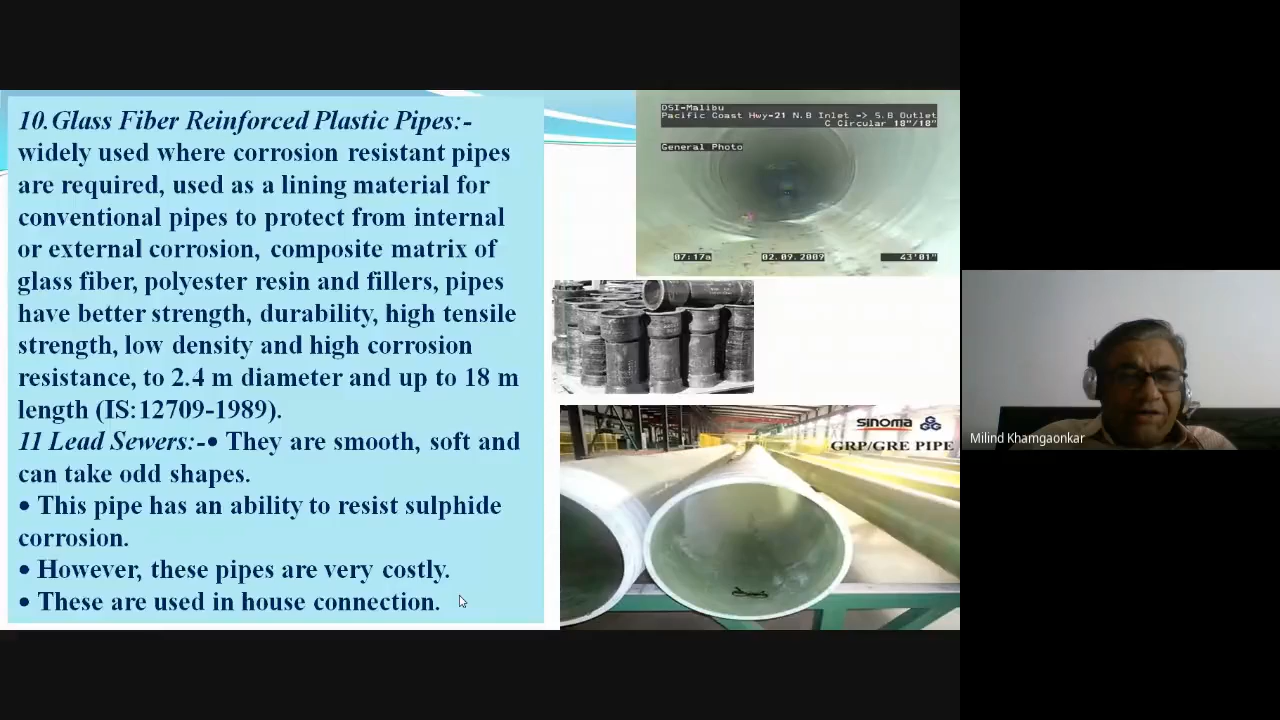 10.Glass Fiber Reinforced Plastic Pipes:-
widely used where corrosion resistant pipes
are required, used as a lining material for
conventional pipes to protect from internal
or external corrosion, composite matrix of
glass fiber, polyester resin and fillers, pipes
have better strength, durability, high tensile
strength, low density and high corrosion
resistance, to 2.4 m diameter and up to 18 m
length (IS:12709-1989).
11 Lead Sewers:-• They are smooth, soft and
can take odd shapes.
• This pipe has an ability to resist sulphide
corrosion.
• However, these pipes are very costly.
• These are used in house connection.
DSI-Malibu
Pacific Coast Hwy-21 N.B Inlet -> S.B Outlet
C Circular 18"/18"
General Photo
07:17a 02.09.2009 43'01"
sinoma
GRP/GRE PIPE
Milind Khamgaonkar